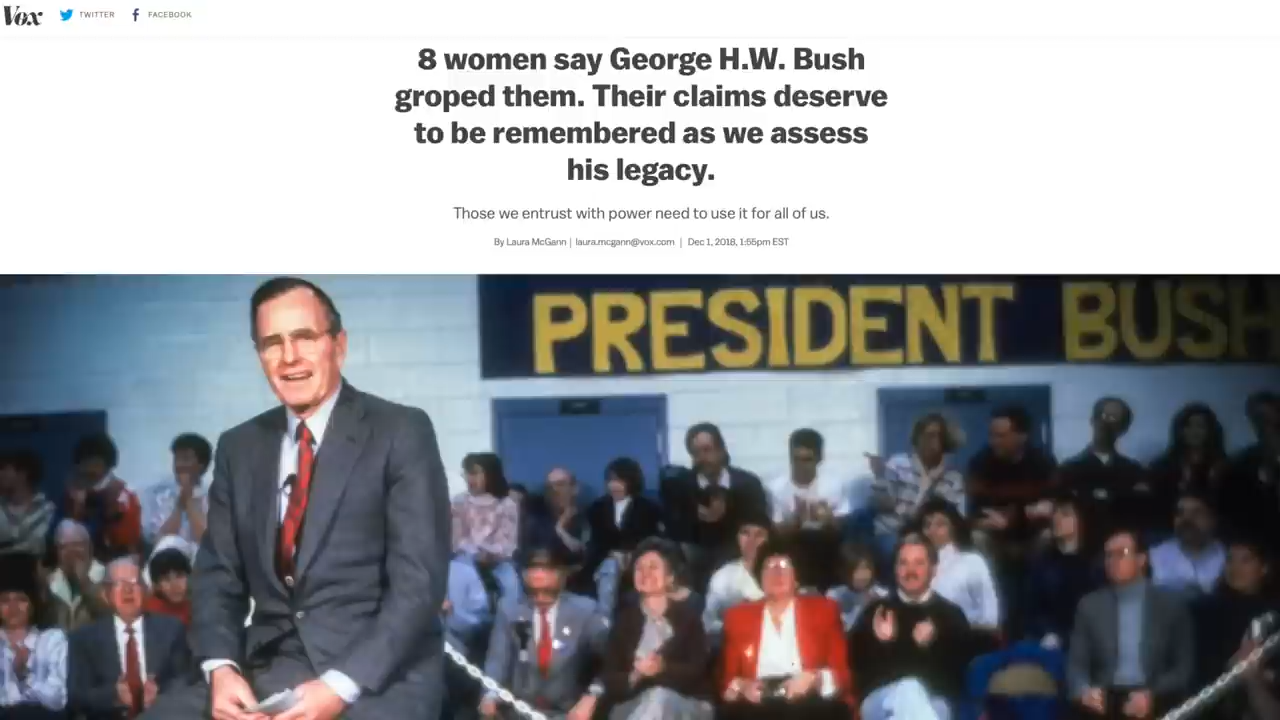 Vox
TWITTER
FACEBOOK
8 women say George H.W. Bush
groped them. Their claims deserve
to be remembered as we assess
his legacy.
Those we entrust with power need to use it for all of us.
By Laura McGann | laura.mcgann@vox.com | Dec 1, 2018, 1:55pm EST
PRESIDENT BUSH